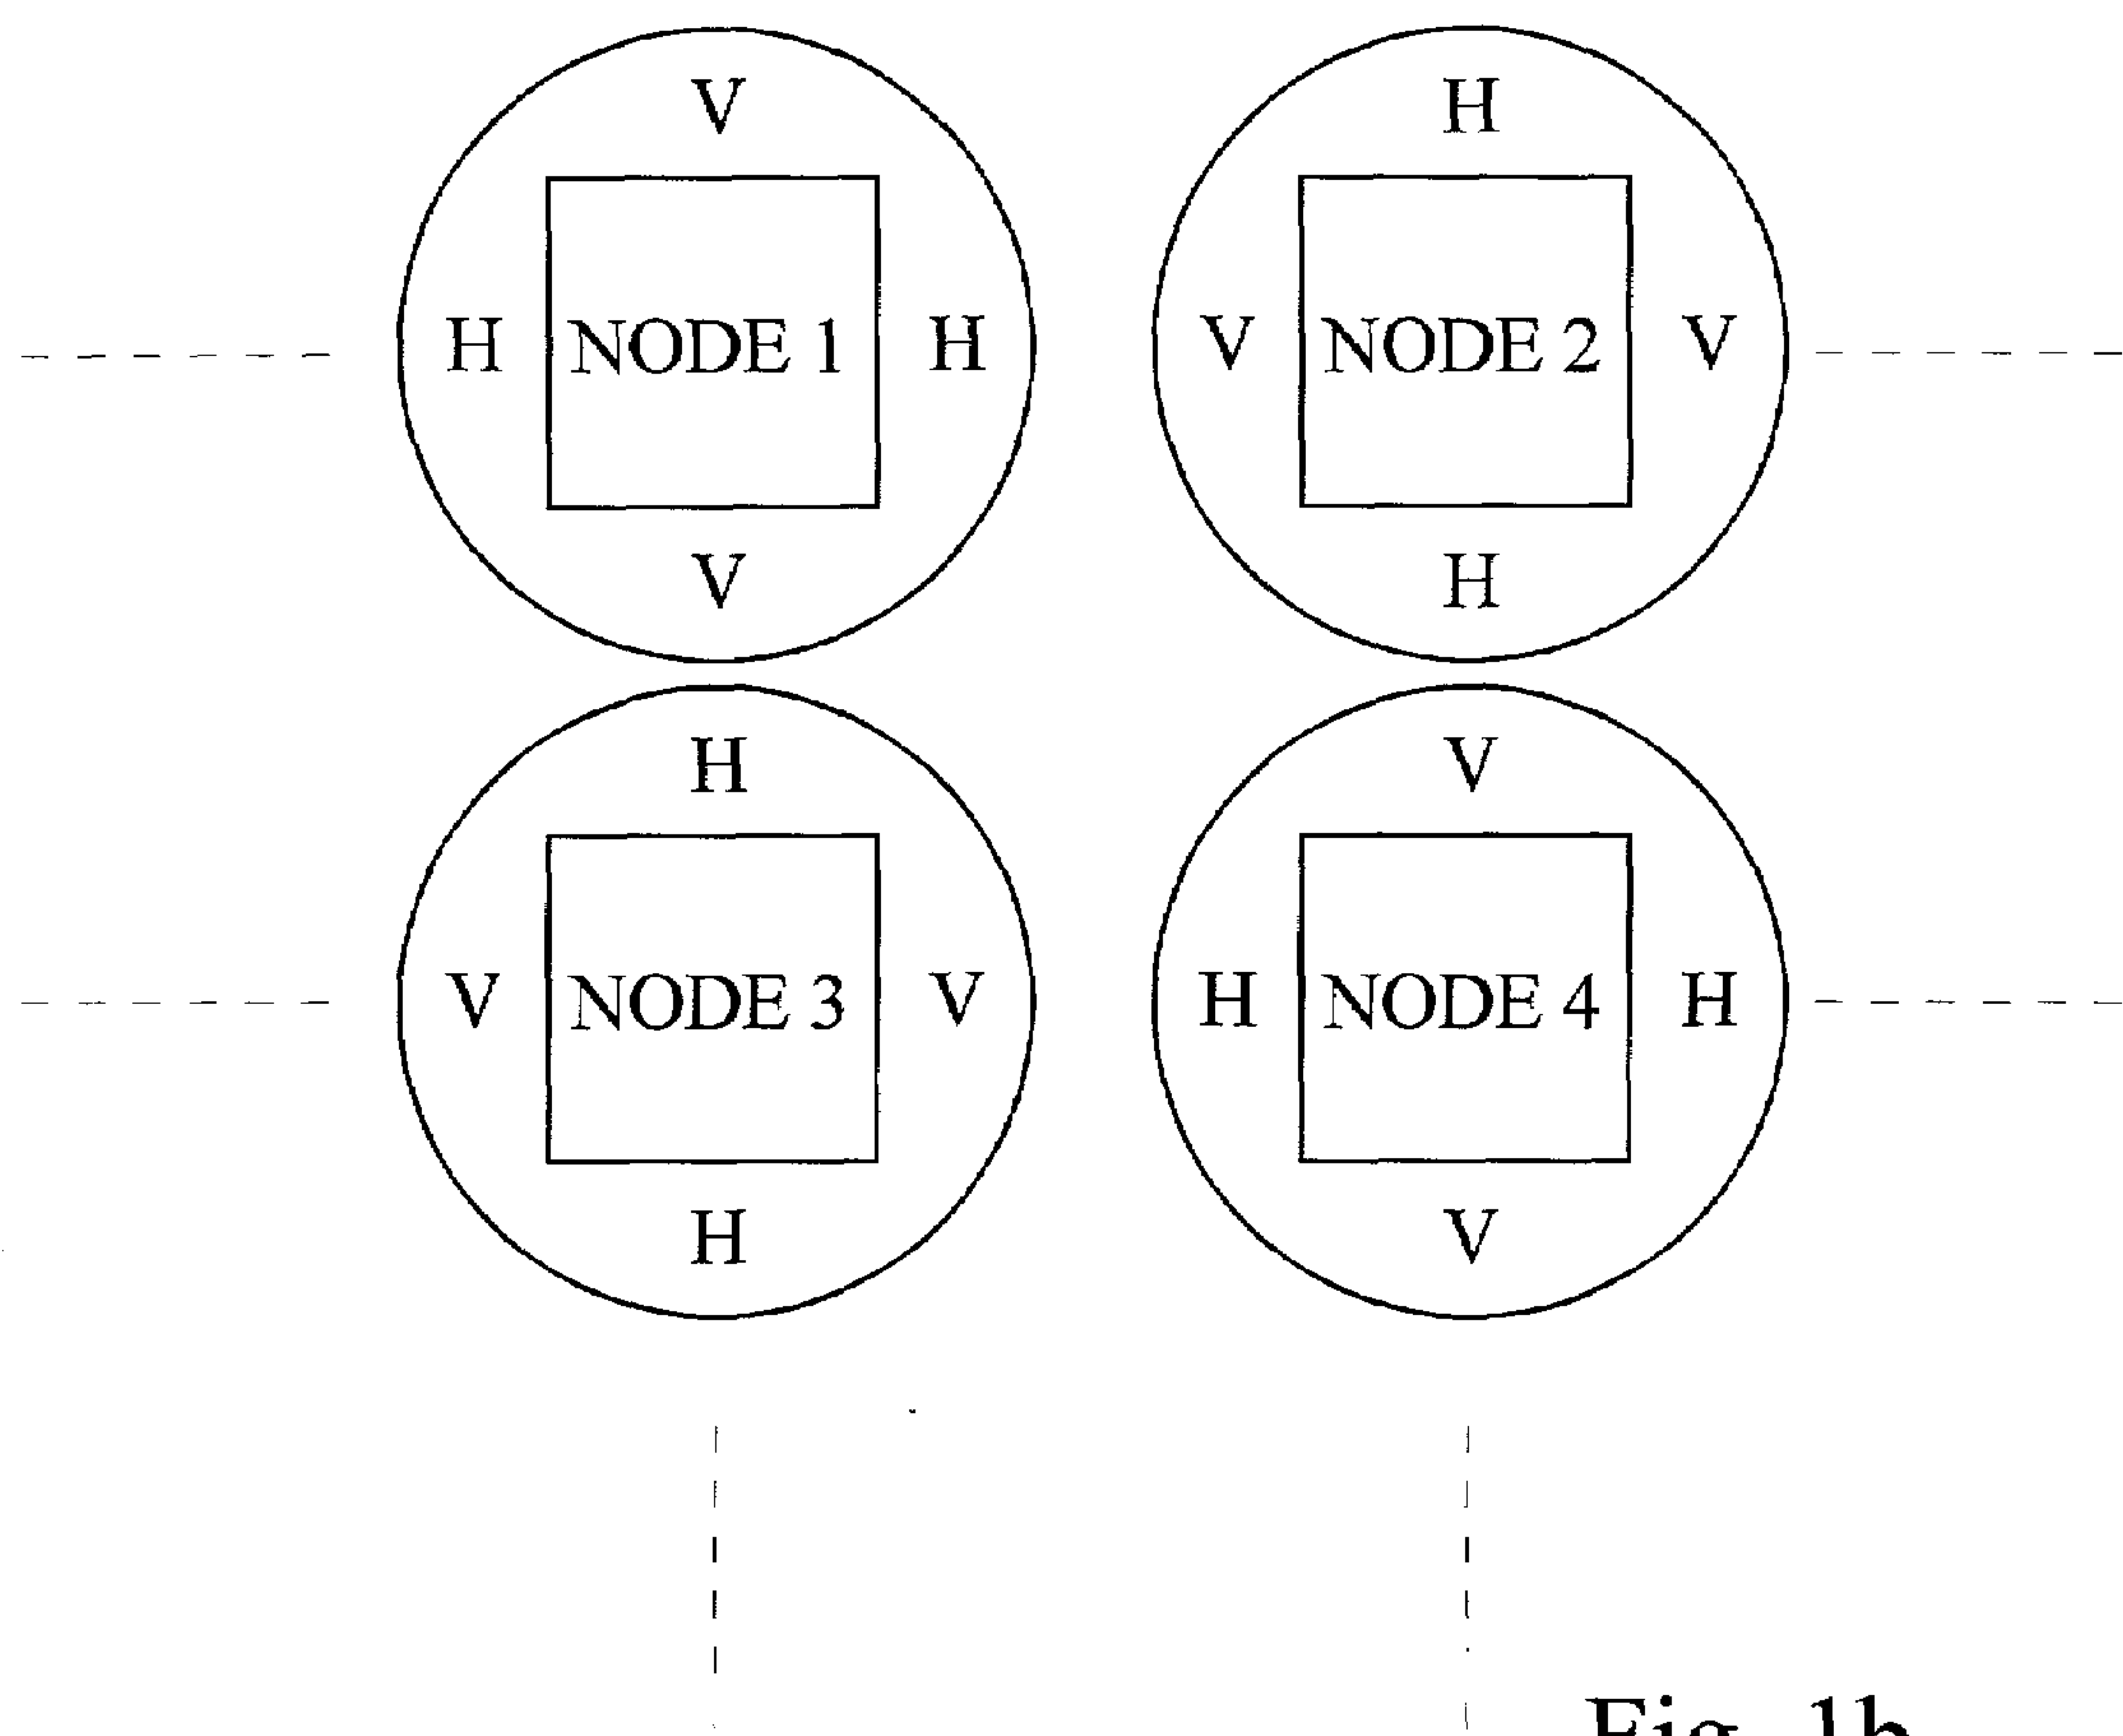 V H
H NODE 1 H V NODE 2 V
V H
H V
V NODE 3 V H NODE 4 H
H V
Fig. 1b